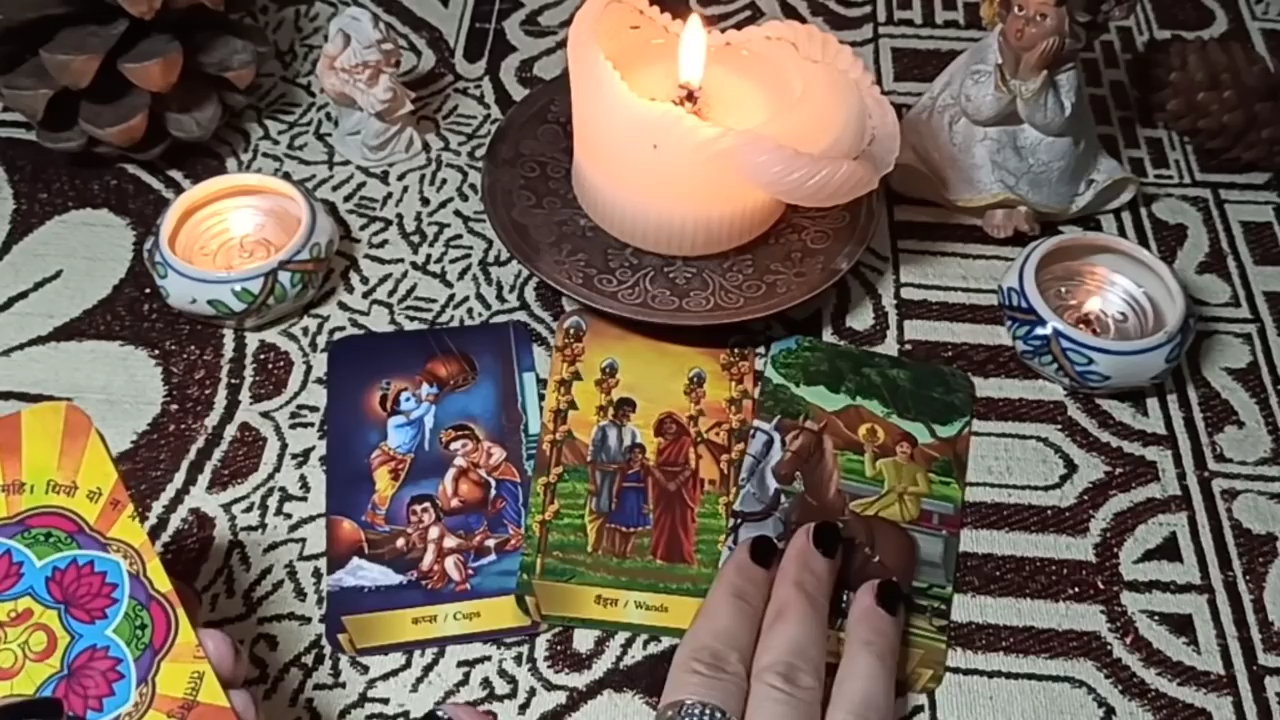 कप्स / Cups
वैंड्स / Wands
महि। धियो यो नः